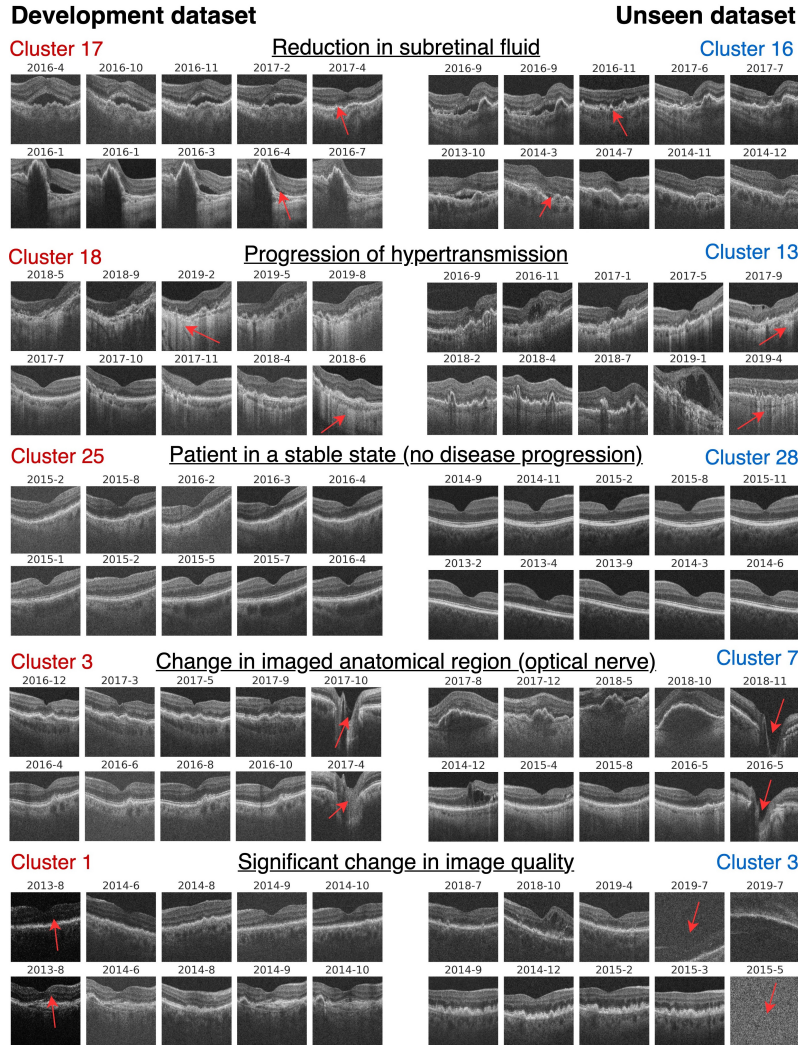 Development dataset
Unseen dataset
Cluster 17
Reduction in subretinal fluid
Cluster 16
2016-4 2016-10 2016-11 2017-2 2017-4
2016-9 2016-9 2016-11 2017-6 2017-7
2016-1 2016-1 2016-3 2016-4 2016-7
2013-10 2014-3 2014-7 2014-11 2014-12
Cluster 18
Progression of hypertransmission
Cluster 13
2018-5 2018-9 2019-2 2019-5 2019-8
2016-9 2016-11 2017-1 2017-5 2017-9
2017-7 2017-10 2017-11 2018-4 2018-6
2018-2 2018-4 2018-7 2019-1 2019-4
Cluster 25
Patient in a stable state (no disease progression)
Cluster 28
2015-2 2015-8 2016-2 2016-3 2016-4
2014-9 2014-11 2015-2 2015-8 2015-11
2015-1 2015-2 2015-5 2015-7 2016-4
2013-2 2013-4 2013-9 2014-3 2014-6
Cluster 3
Change in imaged anatomical region (optical nerve)
Cluster 7
2016-12 2017-3 2017-5 2017-9 2017-10
2017-8 2017-12 2018-5 2018-10 2018-11
2016-4 2016-6 2016-8 2016-10 2017-4
2014-12 2015-4 2015-8 2016-5 2016-5
Cluster 1
Significant change in image quality
Cluster 3
2013-8 2014-6 2014-8 2014-9 2014-10
2018-7 2018-10 2019-4 2019-7 2019-7
2013-8 2014-6 2014-8 2014-9 2014-10
2014-9 2014-12 2015-2 2015-3 2015-5